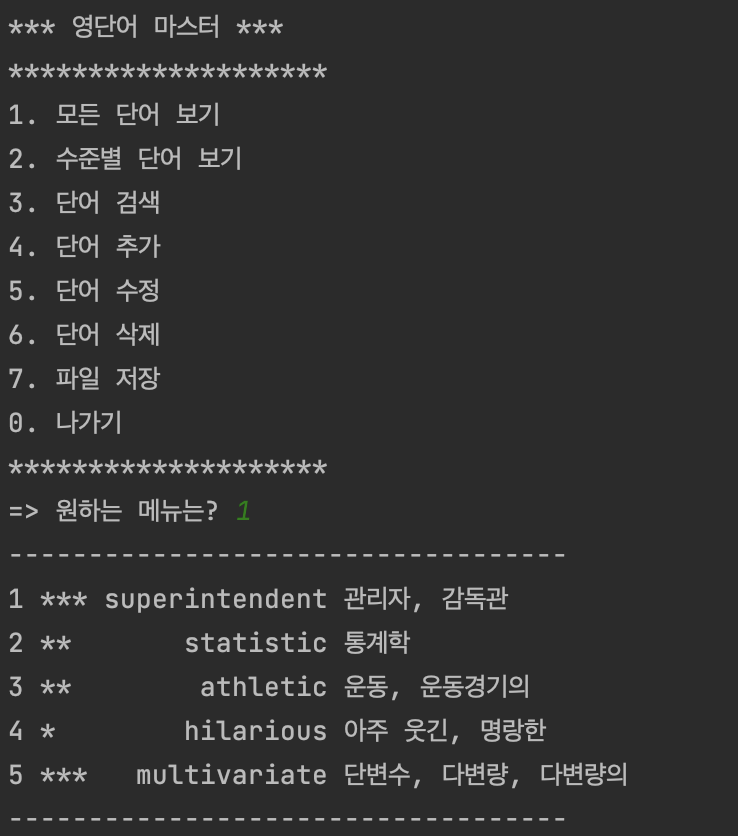 *** 영단어 마스터 ***
********************
1. 모든 단어 보기
2. 수준별 단어 보기
3. 단어 검색
4. 단어 추가
5. 단어 수정
6. 단어 삭제
7. 파일 저장
0. 나가기
********************
=> 원하는 메뉴는? 1
-----------------------------------
1 *** superintendent 관리자, 감독관
2 **       statistic 통계학
3 **        athletic 운동, 운동경기의
4 *        hilarious 아주 웃긴, 명랑한
5 ***   multivariate 단변수, 다변량, 다변량의
-----------------------------------